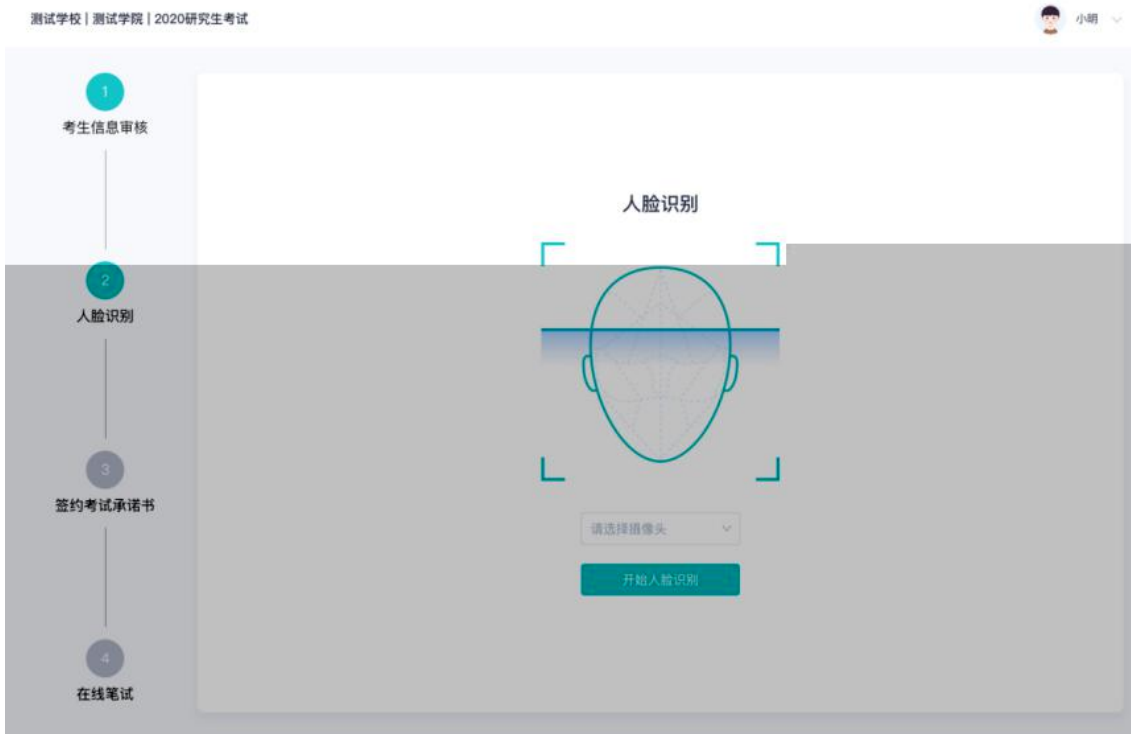 测试学校 | 测试学院 | 2020研究生考试
小明
1
考生信息审核
人脸识别
2
人脸识别
3
签约考试承诺书
请选择摄像头
开始人脸识别
4
在线笔试